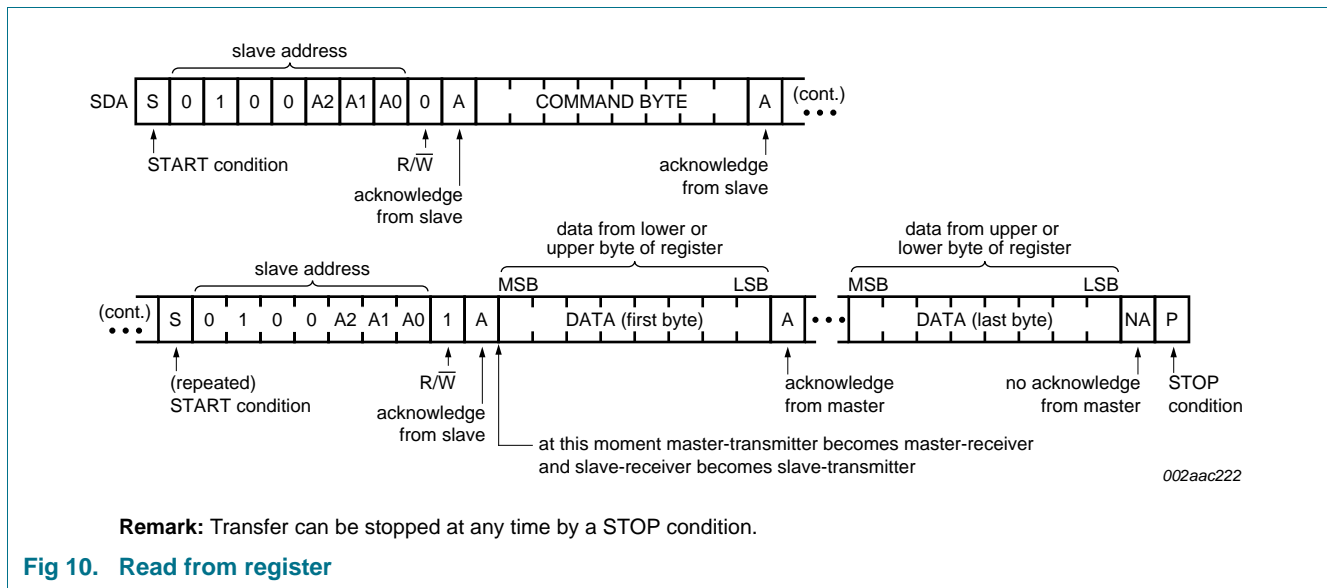 slave address
SDA S 0 1 0 0 A2 A1 A0 0 A COMMAND BYTE A (cont.)
START condition
R/W̅
acknowledge
from slave
acknowledge
from slave
data from lower or
upper byte of register
data from upper or
lower byte of register
slave address
MSB LSB MSB LSB
(cont.) S 0 1 0 0 A2 A1 A0 1 A DATA (first byte) A DATA (last byte) NA P
(repeated)
START condition
R/W̅
acknowledge
from slave
acknowledge
from master
no acknowledge
from master
STOP
condition
at this moment master-transmitter becomes master-receiver
and slave-receiver becomes slave-transmitter
002aac222
Remark: Transfer can be stopped at any time by a STOP condition.
Fig 10. Read from register